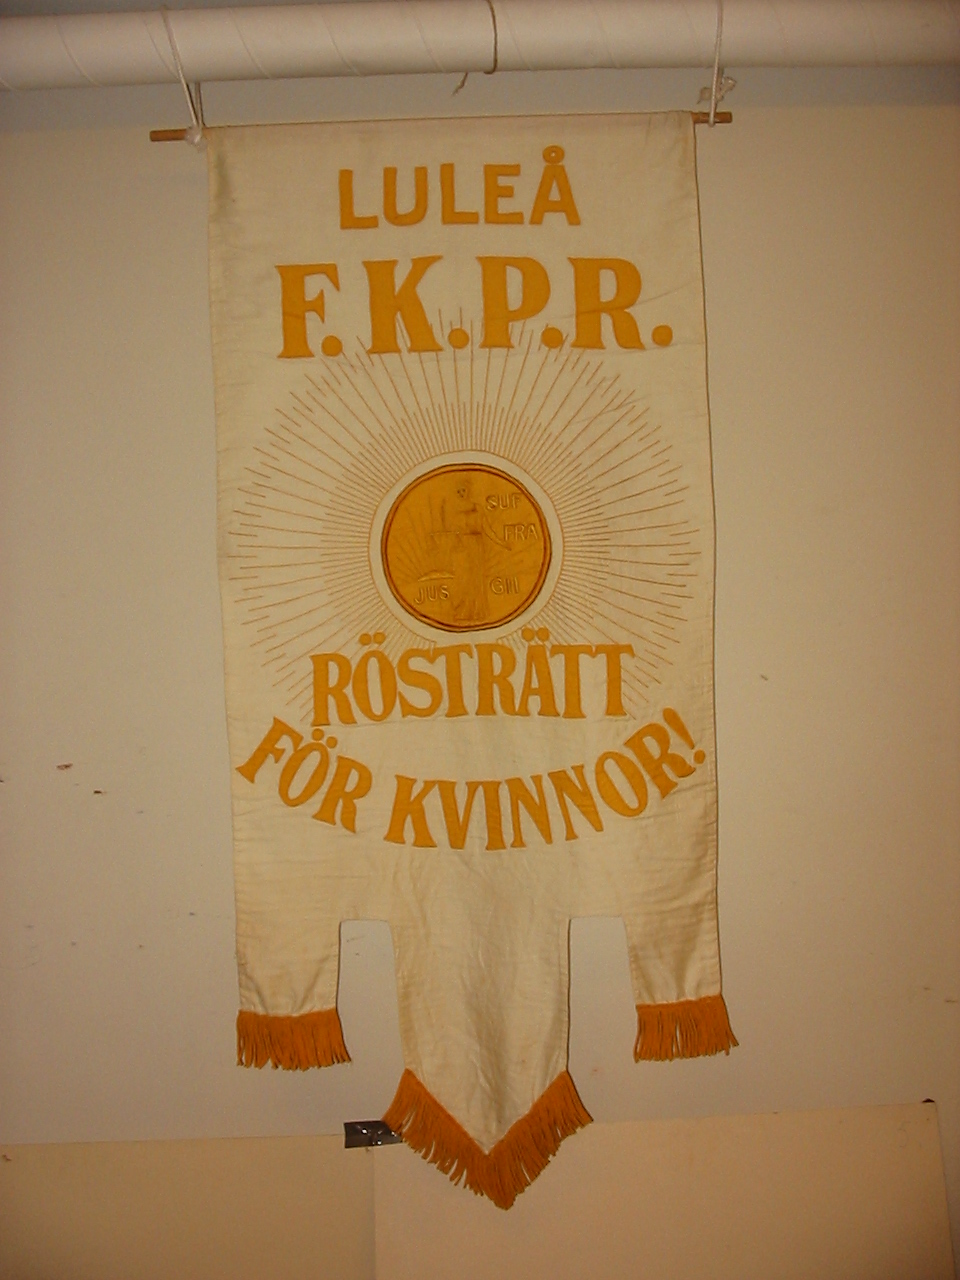 LULEÅ
F.K.P.R.
SUF
FRA
JUS GII
RÖSTRÄTT
FÖR KVINNOR!